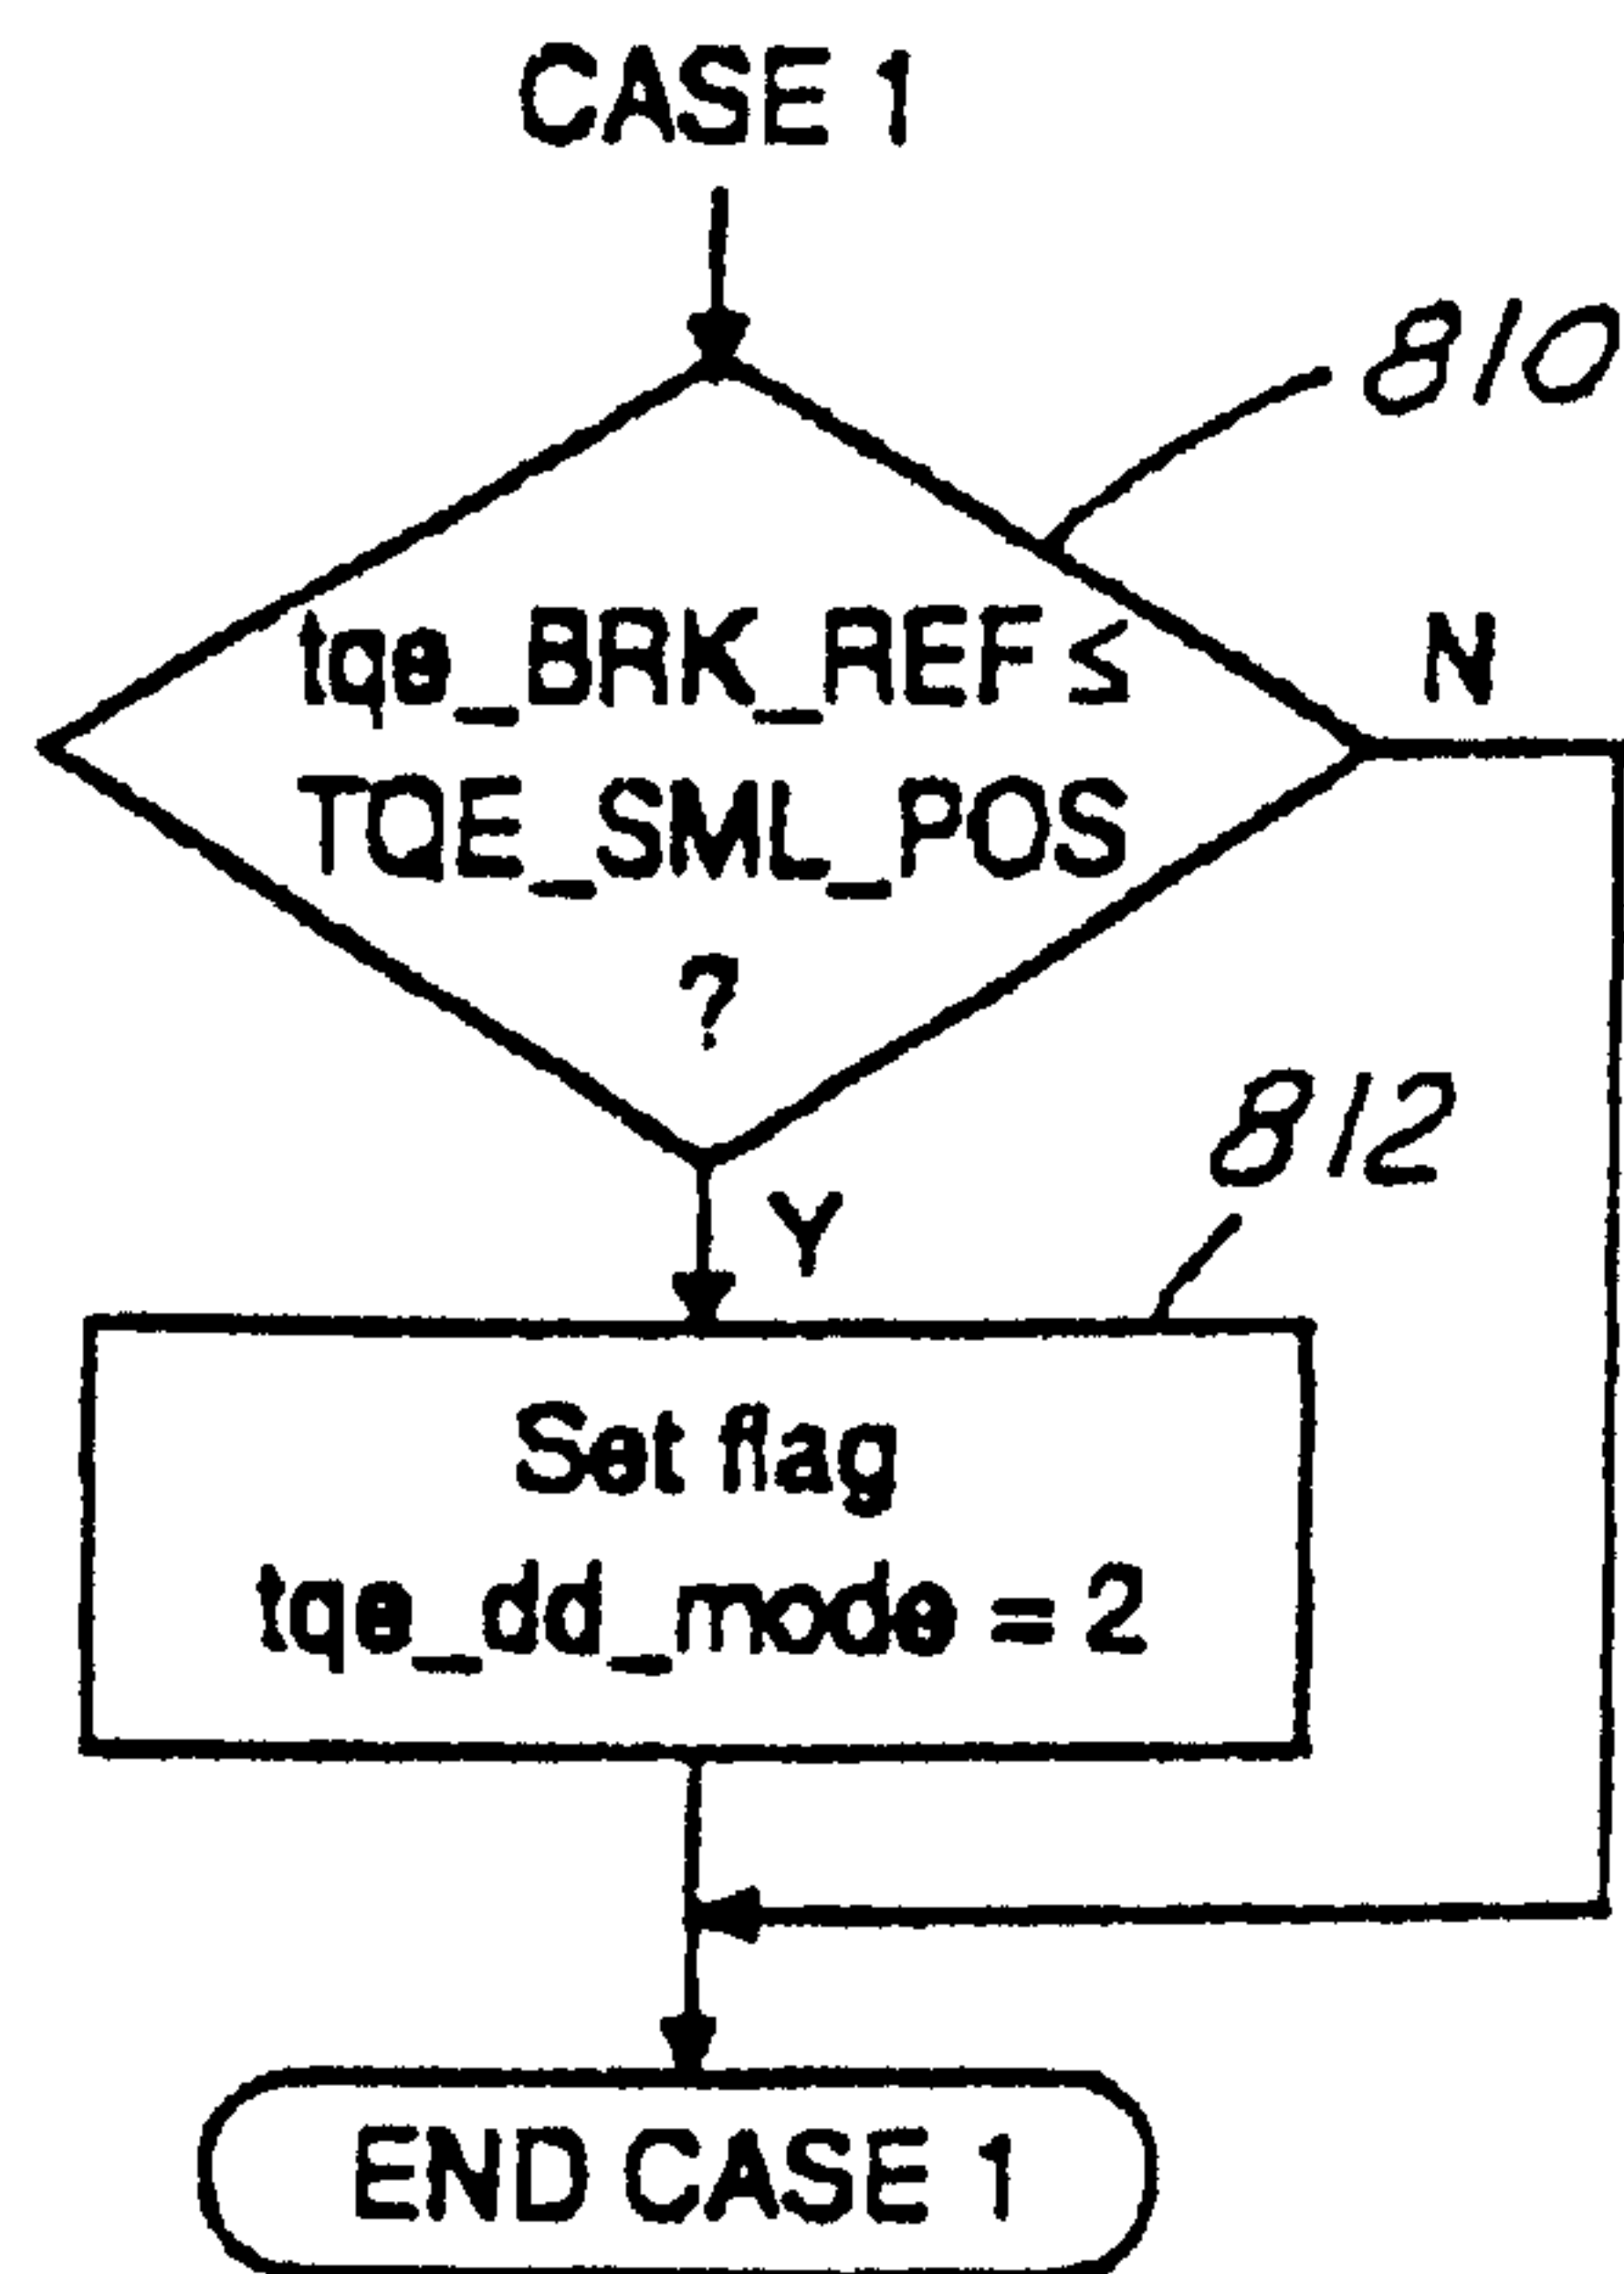 CASE 1
810
tqe_BRK_REF ≤
N
TQE_SML_POS
?
812
Y
Set flag
tqe_dd_mode = 2
END CASE 1